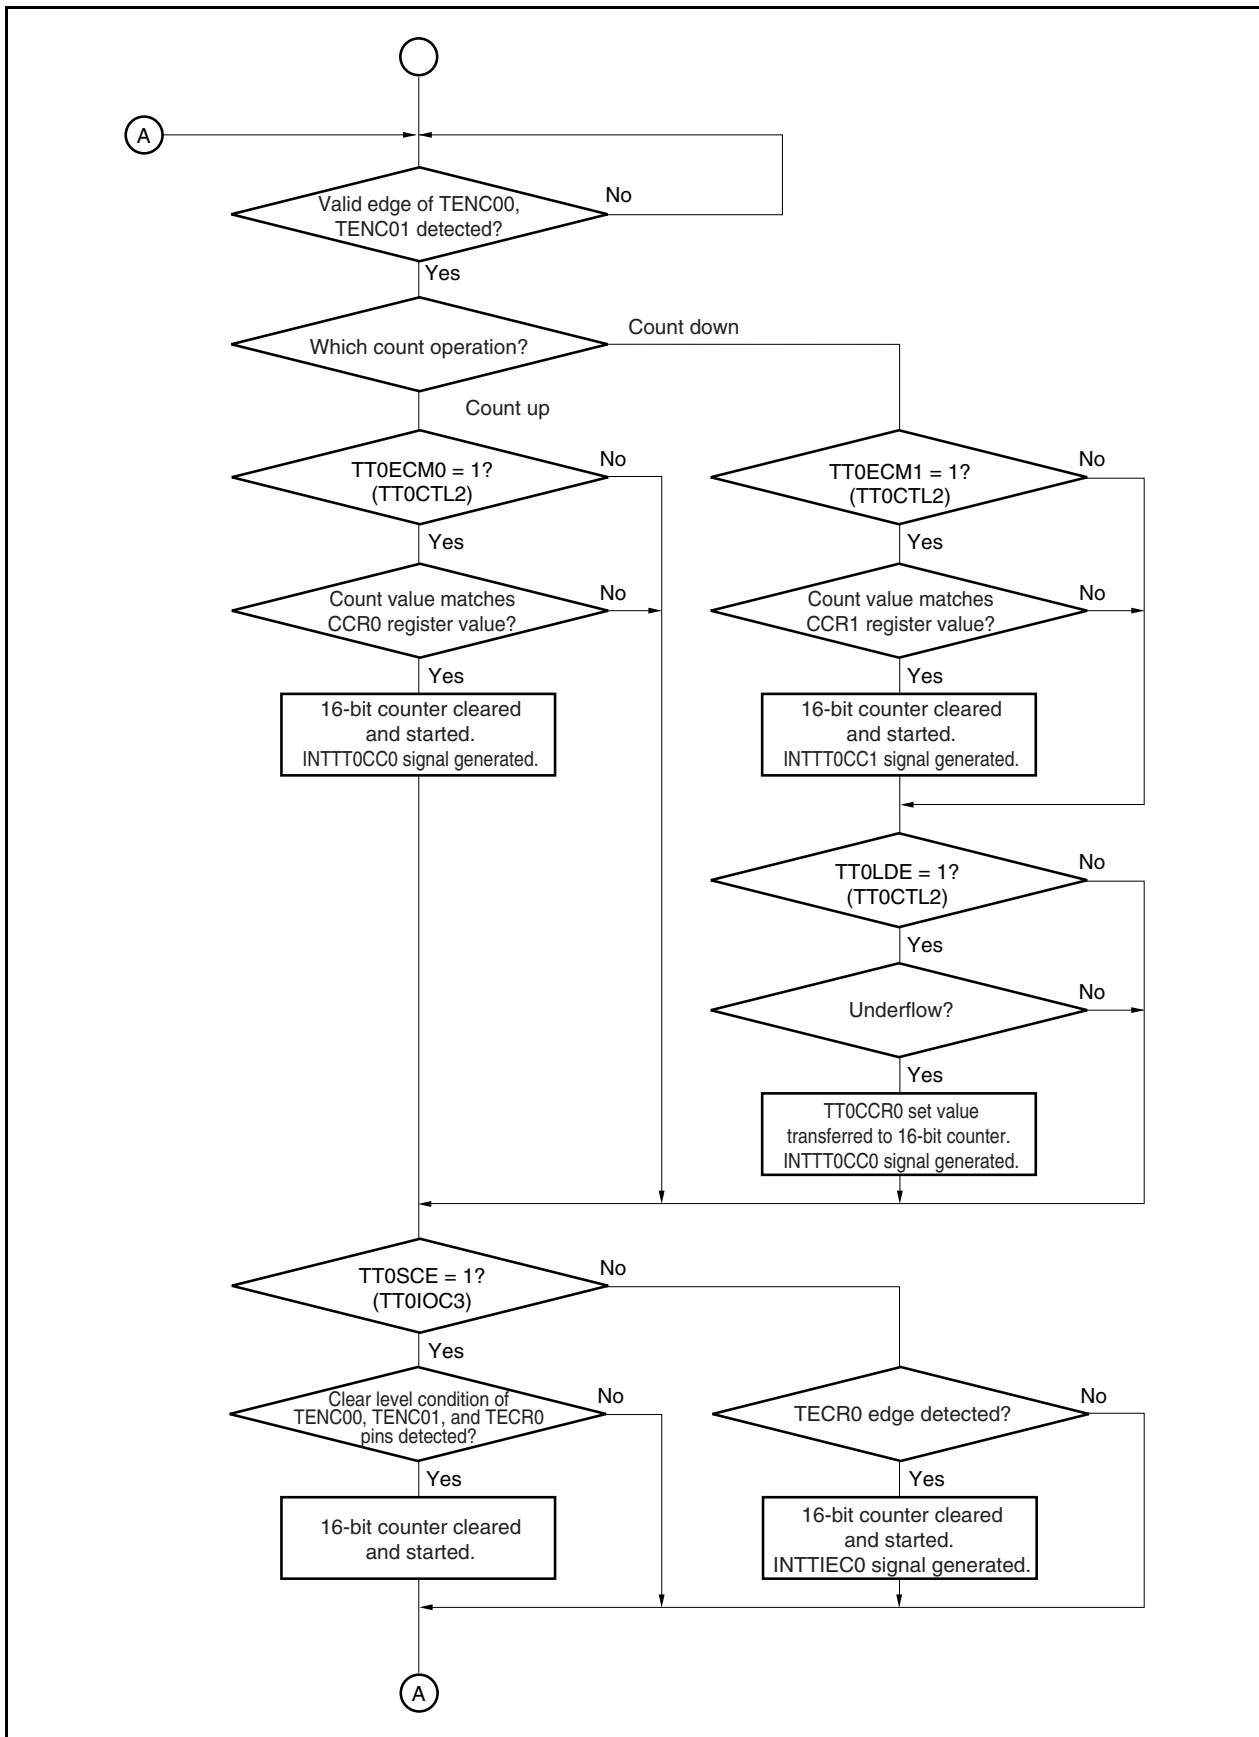 A
Valid edge of TENC00,
TENC01 detected?
No
Yes
Which count operation?
Count down
Count up
TT0ECM0 = 1?
(TT0CTL2)
No
Yes
TT0ECM1 = 1?
(TT0CTL2)
No
Yes
Count value matches
CCR0 register value?
No
Yes
Count value matches
CCR1 register value?
No
Yes
16-bit counter cleared
and started.
INTTT0CC0 signal generated.
16-bit counter cleared
and started.
INTTT0CC1 signal generated.
TT0LDE = 1?
(TT0CTL2)
No
Yes
Underflow?
No
Yes
TT0CCR0 set value
transferred to 16-bit counter.
INTTT0CC0 signal generated.
TT0SCE = 1?
(TT0IOC3)
No
Yes
Clear level condition of
TENC00, TENC01, and TECR0
pins detected?
No
Yes
TECR0 edge detected?
No
Yes
16-bit counter cleared
and started.
16-bit counter cleared
and started.
INTTIEC0 signal generated.
A